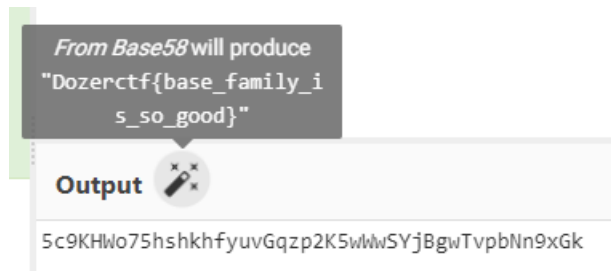 From Base58 will produce
"Dozerctf{base_family_i
s_so_good}"
Output
5c9KHWo75hshkhfyuvGqzp2K5wWwSYjBgwTvpbNn9xGk